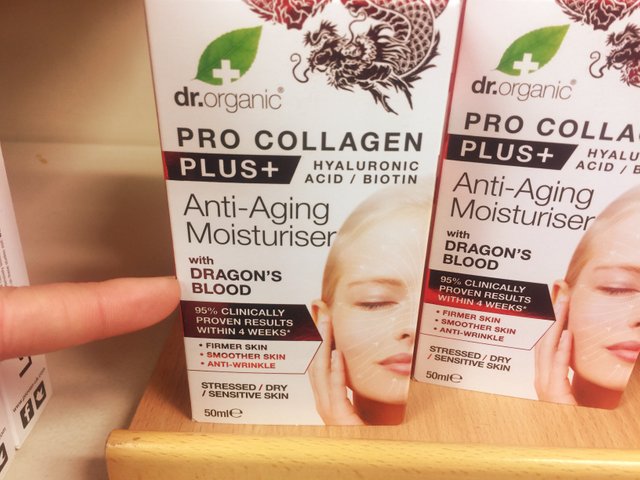 dr.organic®
PRO COLLAGEN
PLUS+
HYALURONIC
ACID / BIOTIN
Anti-Aging
Moisturiser
with
DRAGON'S
BLOOD
95% CLINICALLY
PROVEN RESULTS
WITHIN 4 WEEKS*
• FIRMER SKIN
• SMOOTHER SKIN
• ANTI-WRINKLE
STRESSED / DRY
/ SENSITIVE SKIN
50ml℮
dr.organic®
PRO COLLA
PLUS+
HYALU
ACID /
Anti-Aging
Moisturiser
with
DRAGON'S
BLOOD
95% CLINICALLY
PROVEN RESULTS
WITHIN 4 WEEKS*
• FIRMER SKIN
• SMOOTHER SKIN
• ANTI-WRINKLE
STRESSED / DRY
/ SENSITIVE SKIN
50ml℮